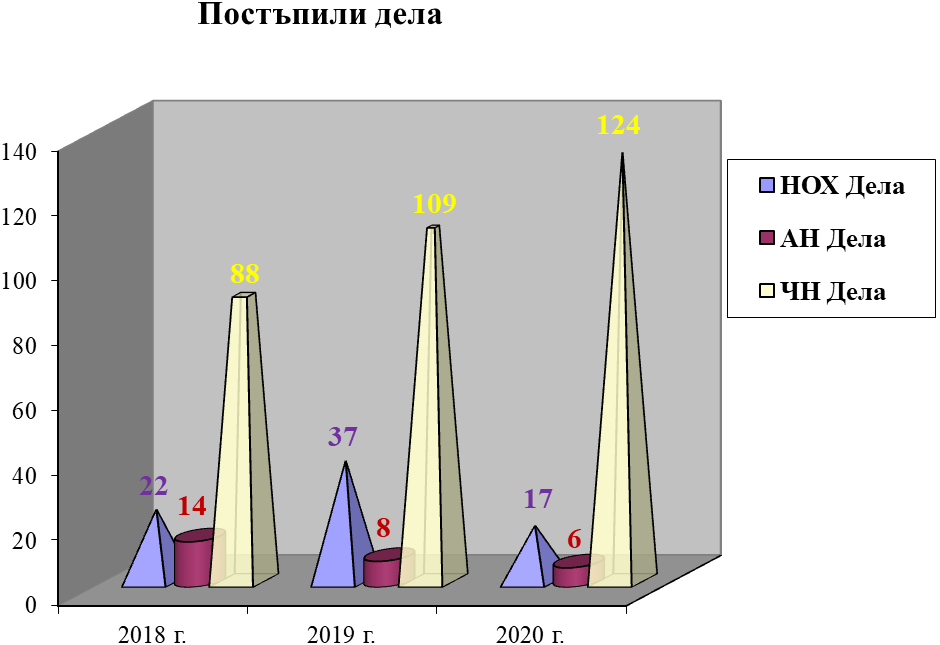 Постъпили дела
140
120
100
80
60
40
20
0
22
14
88
37
8
109
17
6
124
2018 г.
2019 г.
2020 г.
НОХ Дела
АН Дела
ЧН Дела